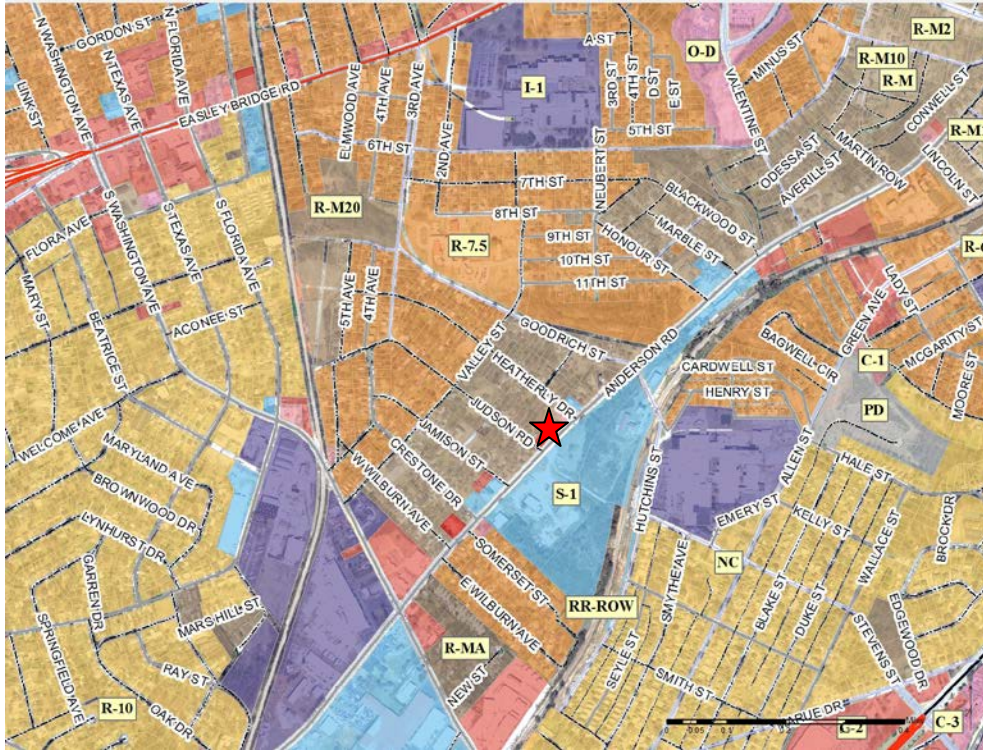 GORDON ST
N WASHINGTON AVE
N TEXAS AVE
N FLORIDA AVE
LINK ST
EASLEY BRIDGE RD
ELMWOOD AVE
4TH AVE
3RD AVE
2ND AVE
6TH ST
I-1
A ST
3RD ST
4TH ST
D ST
E ST
5TH ST
O-D
VALENTINE ST
MINUS ST
R-M2
R-M10
R-M
CONWELL ST
MARTIN ROW
ODESSA ST
AVERILL ST
LINCOLN ST
NEUBERT ST
7TH ST
8TH ST
9TH ST
10TH ST
11TH ST
BLACKWOOD ST
MARBLE ST
HONOUR ST
R-M20
R-7.5
FLORA AVE
S WASHINGTON AVE
S TEXAS AVE
S FLORIDA AVE
MARY ST
BEATRICE ST
ACONEE ST
5TH AVE
4TH AVE
GOODRICH ST
VALLEY ST
HEATHERLY DR
ANDERSON RD
JUDSON RD
JAMISON ST
CRESTONE DR
W WILBURN AVE
CARDWELL ST
HENRY ST
BAGWELL CIR
GREEN AVE
LADY ST
MCGARITY ST
C-1
MOORE ST
PD
WELCOME AVE
MARYLAND AVE
BROWNWOOD DR
LYNHURST DR
GARREN DR
SPRINGFIELD AVE
MARSHILL ST
RAY ST
OAK DR
R-10
S-1
HUTCHINS ST
ALLEN ST
EMERY ST
HALE ST
KELLY ST
WALLACE ST
BROCK DR
NC
SMYTHE AVE
BLAKE ST
DUKE ST
EDGEWOOD DR
STEVENS ST
SOMERSET ST
E WILBURN AVE
RR-ROW
R-MA
NEW ST
SEYLE ST
SMITH ST
C-3